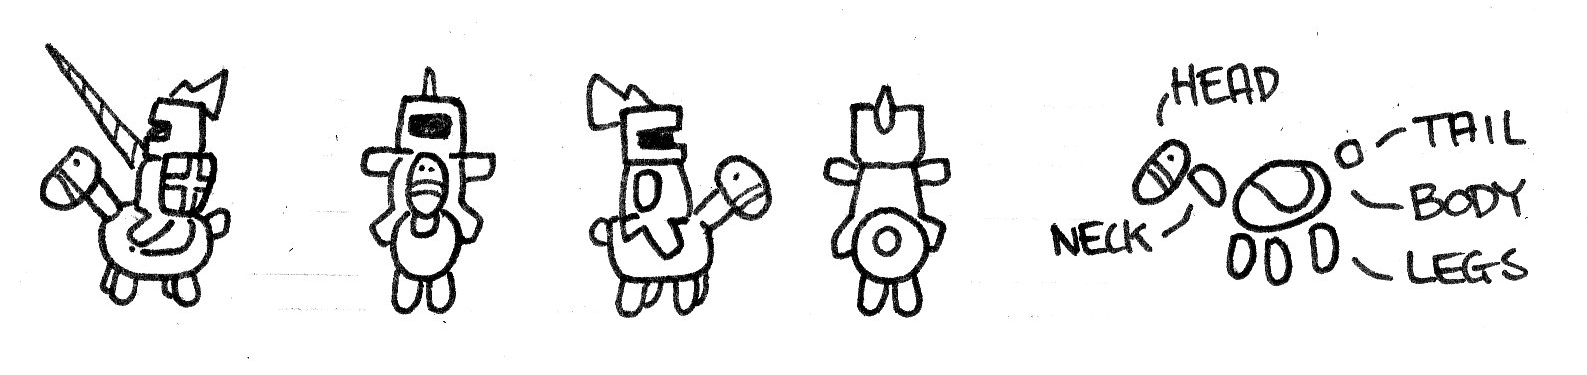 HEAD
TAIL
BODY
NECK
LEGS